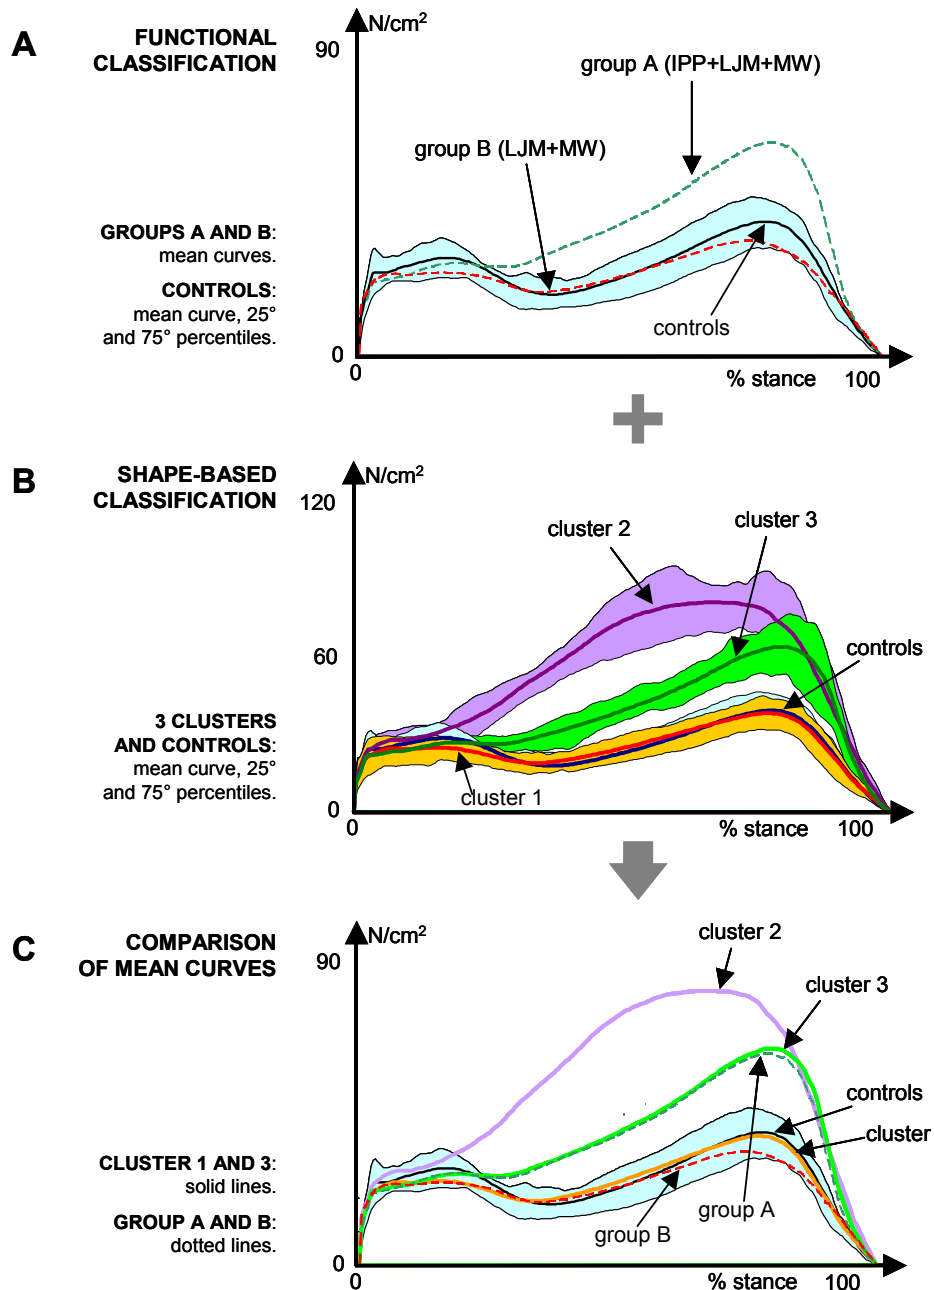 A
FUNCTIONAL
CLASSIFICATION
N/cm²
90
group A (IPP+LJM+MW)
group B (LJM+MW)
GROUPS A AND B:
mean curves.
CONTROLS:
mean curve, 25°
and 75° percentiles.
controls
0
0
% stance
100
B
SHAPE-BASED
CLASSIFICATION
N/cm²
120
cluster 2
cluster 3
60
controls
3 CLUSTERS
AND CONTROLS:
mean curve, 25°
and 75° percentiles.
cluster 1
0
0
% stance
100
C
COMPARISON
OF MEAN CURVES
N/cm²
90
cluster 2
cluster 3
controls
cluster
CLUSTER 1 AND 3:
solid lines.
GROUP A AND B:
dotted lines.
group A
group B
0
0
% stance
100